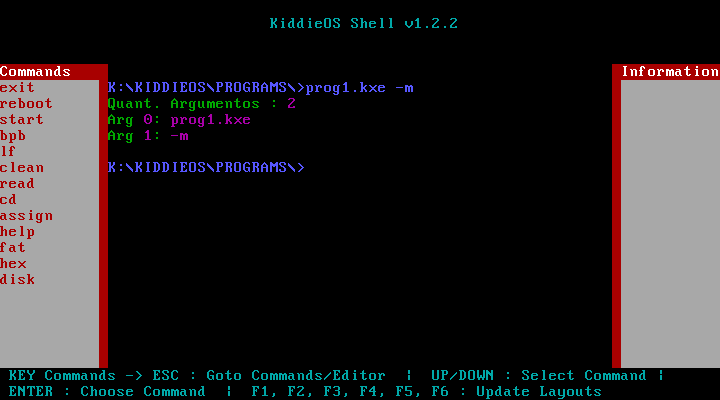 KiddieOS Shell v1.2.2
Commands
Information
exit
reboot
start
bpb
lf
clean
read
cd
assign
help
fat
hex
disk
K:\KIDDIEOS\PROGRAMS\>prog1.kxe -m
Quant. Argumentos : 2
Arg 0: prog1.kxe
Arg 1: -m
K:\KIDDIEOS\PROGRAMS\>
KEY Commands -> ESC : Goto Commands/Editor | UP/DOWN : Select Command |
ENTER : Choose Command | F1, F2, F3, F4, F5, F6 : Update Layouts